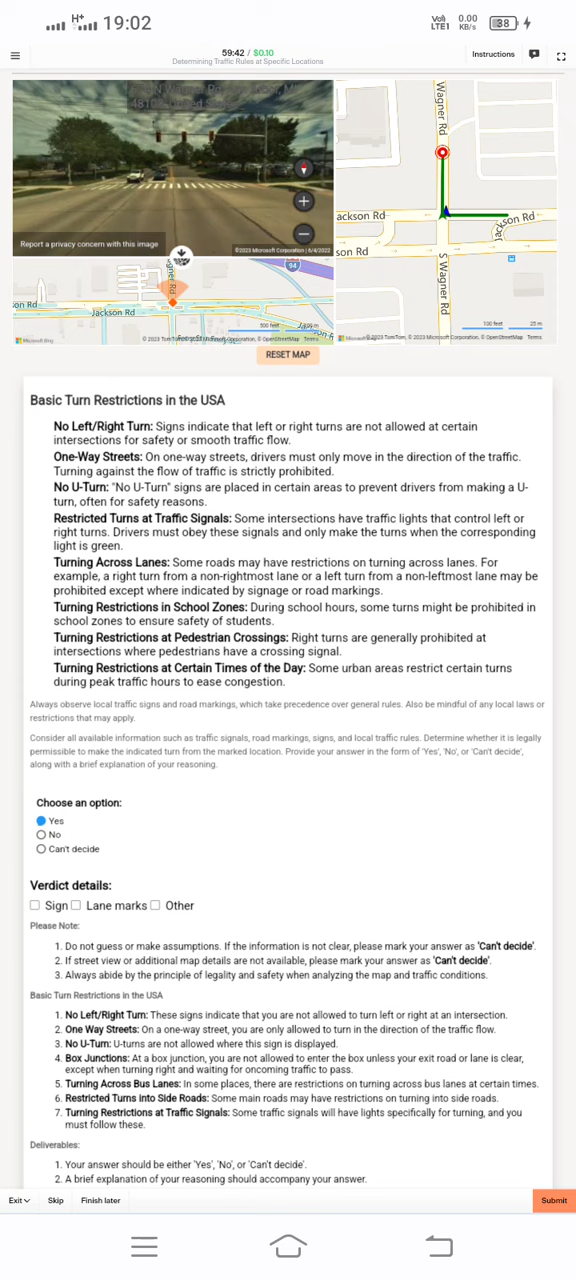 H+ 19:02 Vol) LTE1 0.00 KB/s 38
59:42 / $0.10
Determining Traffic Rules at Specific Locations
Instructions
Report a privacy concern with this image
©2023 Microsoft Corporation | 6/4/2022
on Rd
Jackson Rd
94
500 feet
Microsoft Bing
Wagner Rd
ackson Rd
Jackson Rd
son Rd
S Wagner Rd
100 feet 25 m
© 2023 TomTom, © 2023 Microsoft Corporation, © OpenStreetMap Terms
RESET MAP
Basic Turn Restrictions in the USA
No Left/Right Turn: Signs indicate that left or right turns are not allowed at certain
intersections for safety or smooth traffic flow.
One-Way Streets: On one-way streets, drivers must only move in the direction of the traffic.
Turning against the flow of traffic is strictly prohibited.
No U-Turn: "No U-Turn" signs are placed in certain areas to prevent drivers from making a U-
turn, often for safety reasons.
Restricted Turns at Traffic Signals: Some intersections have traffic lights that control left or
right turns. Drivers must obey these signals and only make the turns when the corresponding
light is green.
Turning Across Lanes: Some roads may have restrictions on turning across lanes. For
example, a right turn from a non-rightmost lane or a left turn from a non-leftmost lane may be
prohibited except where indicated by signage or road markings.
Turning Restrictions in School Zones: During school hours, some turns might be prohibited in
school zones to ensure safety of students.
Turning Restrictions at Pedestrian Crossings: Right turns are generally prohibited at
intersections where pedestrians have a crossing signal.
Turning Restrictions at Certain Times of the Day: Some urban areas restrict certain turns
during peak traffic hours to ease congestion.
Always observe local traffic signs and road markings, which take precedence over general rules. Also be mindful of any local laws or
restrictions that may apply.
Consider all available information such as traffic signals, road markings, signs, and local traffic rules. Determine whether it is legally
permissible to make the indicated turn from the marked location. Provide your answer in the form of 'Yes', 'No', or 'Can't decide',
along with a brief explanation of your reasoning.
Choose an option:
Yes
No
Can't decide
Verdict details:
Sign Lane marks Other
Please Note:
1. Do not guess or make assumptions. If the information is not clear, please mark your answer as 'Can't decide'.
2. If street view or additional map details are not available, please mark your answer as 'Can't decide'.
3. Always abide by the principle of legality and safety when analyzing the map and traffic conditions.
Basic Turn Restrictions in the USA
1. No Left/Right Turn: These signs indicate that you are not allowed to turn left or right at an intersection.
2. One Way Streets: On a one-way street, you are only allowed to turn in the direction of the traffic flow.
3. No U-Turn: U-turns are not allowed where this sign is displayed.
4. Box Junctions: At a box junction, you are not allowed to enter the box unless your exit road or lane is clear,
except when turning right and waiting for oncoming traffic to pass.
5. Turning Across Bus Lanes: In some places, there are restrictions on turning across bus lanes at certain times.
6. Restricted Turns into Side Roads: Some main roads may have restrictions on turning into side roads.
7. Turning Restrictions at Traffic Signals: Some traffic signals will have lights specifically for turning, and you
must follow these.
Deliverables:
1. Your answer should be either 'Yes', 'No', or 'Can't decide'.
2. A brief explanation of your reasoning should accompany your answer.
Exit Skip Finish later Submit